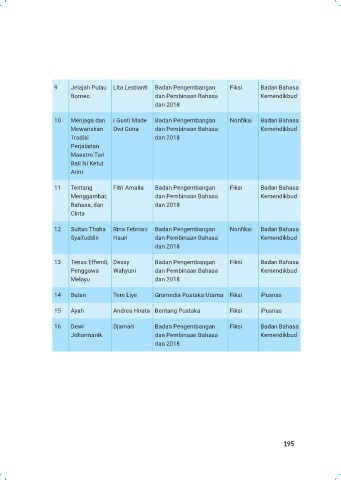 9 Jelajah Pulau Lita Lestianti Badan Pengembangan Fiksi Badan Bahasa
Borneo dan Pembinaan Bahasa Kemendikbud
dan 2018
10 Menjaga dan I Gusti Made Badan Pengembangan Nonfiksi Badan Bahasa
Mewariskan Dwi Guna dan Pembinaan Bahasa Kemendikbud
Tradisi dan 2018
Perjalanan
Maestro Tari
Bali Ni Ketut
Arini
11 Tentang Fitri Amalia Badan Pengembangan Fiksi Badan Bahasa
Menggambar, dan Pembinaan Bahasa Kemendikbud
Bahasa, dan dan 2018
Cinta
12 Sultan Thaha Rina Febriani Badan Pengembangan Nonfiksi Badan Bahasa
Syaifuddin Hauri dan Pembinaan Bahasa Kemendikbud
dan 2018
13 Tenas Effendi, Dessy Badan Pengembangan Fiksi Badan Bahasa
Penggawa Wahyuni dan Pembinaan Bahasa Kemendikbud
Melayu dan 2018
14 Bulan Tere Liye Gramedia Pustaka Utama Fiksi iPusnas
15 Ayah Andrea Hirata Bentang Pustaka Fiksi iPusnas
16 Dewi Djamari Badan Pengembangan Fiksi Badan Bahasa
Joharmanik dan Pembinaan Bahasa Kemendikbud
dan 2018
195